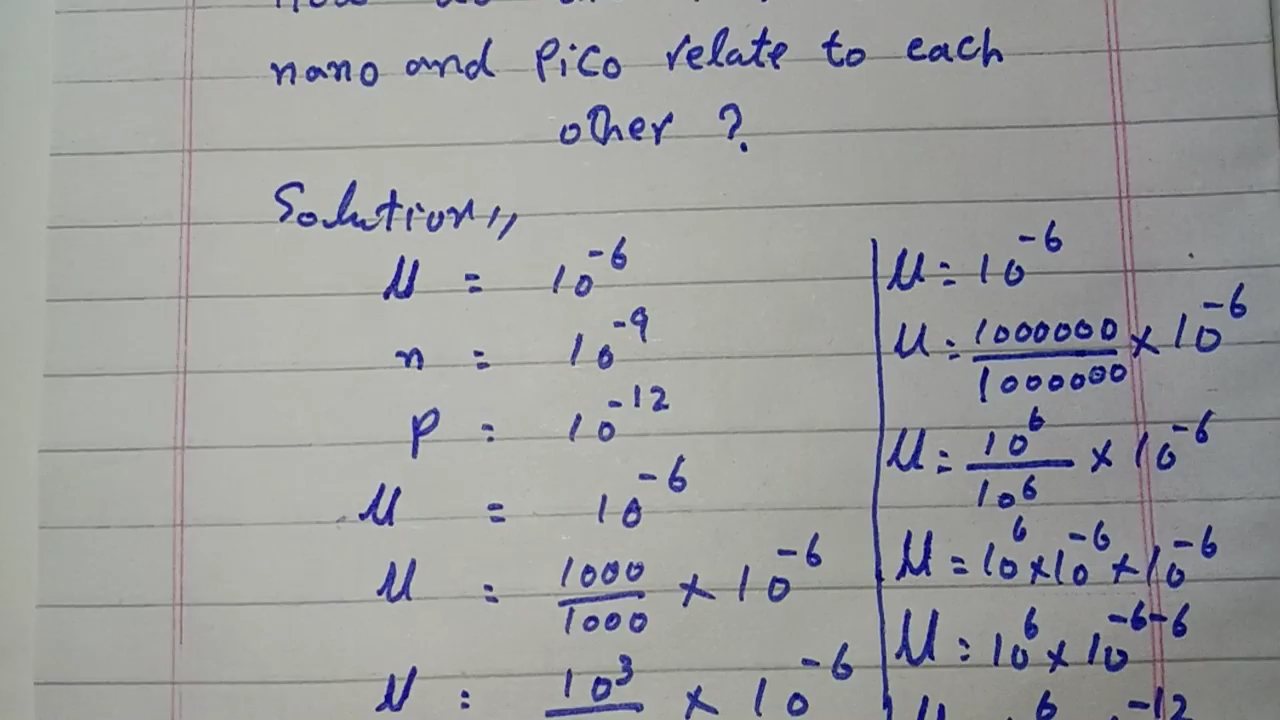 nano and Pico relate to each
other ?
Solution,,
μ = 10^-6
n = 10^-9
p = 10^-12
μ = 10^-6
μ = 1000/1000 × 10^-6
μ = 10^3 × 10^-6
μ = 10^-6
μ = 1000000/1000000 × 10^-6
μ = 10^6/10^6 × 10^-6
μ = 10^6 × 10^-6 × 10^-6
μ = 10^6 × 10^-6-6